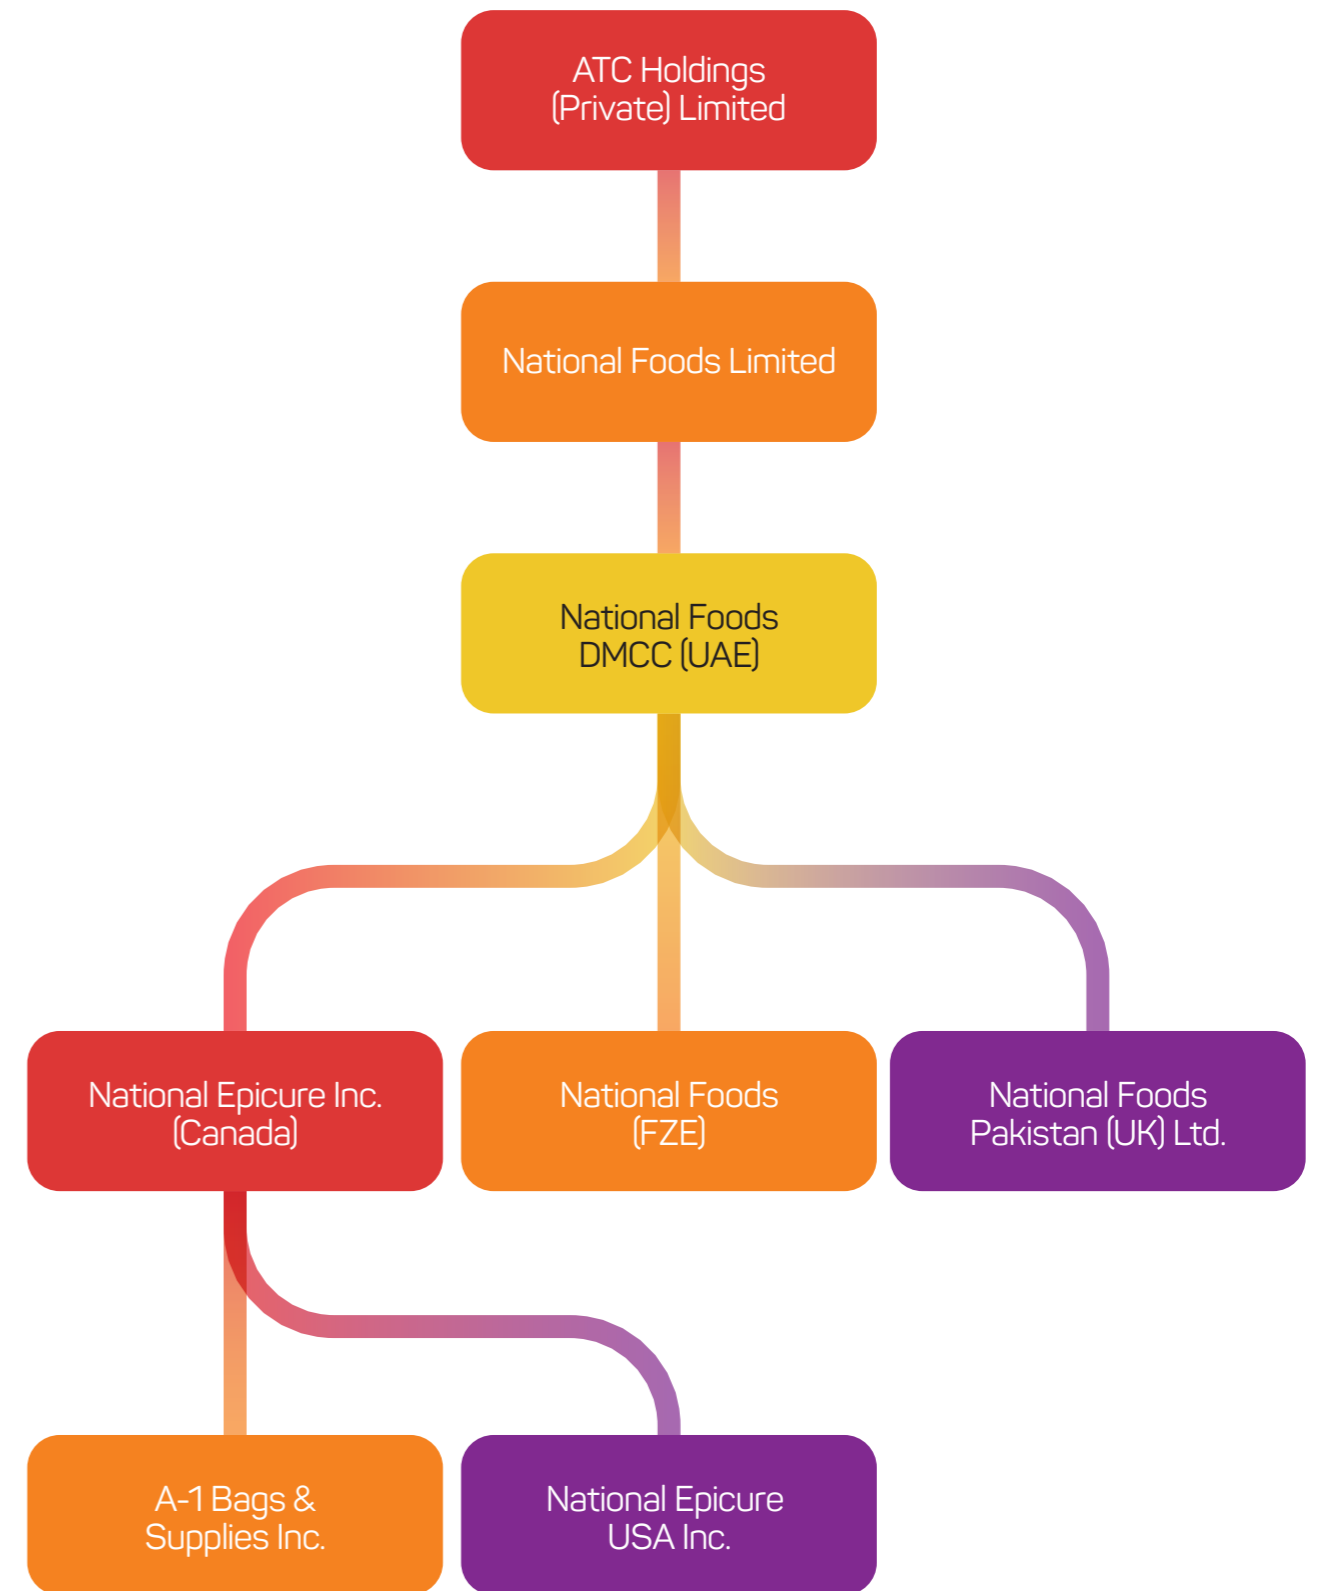 ATC Holdings
(Private) Limited
National Foods Limited
National Foods
DMCC (UAE)
National Epicure Inc.
(Canada)
National Foods
(FZE)
National Foods
Pakistan (UK) Ltd.
A-1 Bags &
Supplies Inc.
National Epicure
USA Inc.